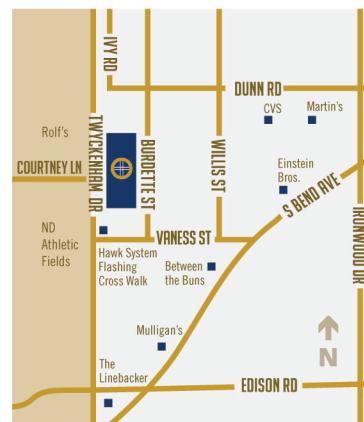 IVY RD
DUNN RD
CVS
Martin's
Rolf's
TWYCKENHAM DR
BURDETTE ST
WILLIS ST
COURTNEY LN
Einstein
Bros.
S BEND AVE
IRONWOOD DR
ND
Athletic
Fields
VANESS ST
Hawk System
Flashing
Cross Walk
Between
the Buns
Mulligan's
N
The
Linebacker
EDISON RD